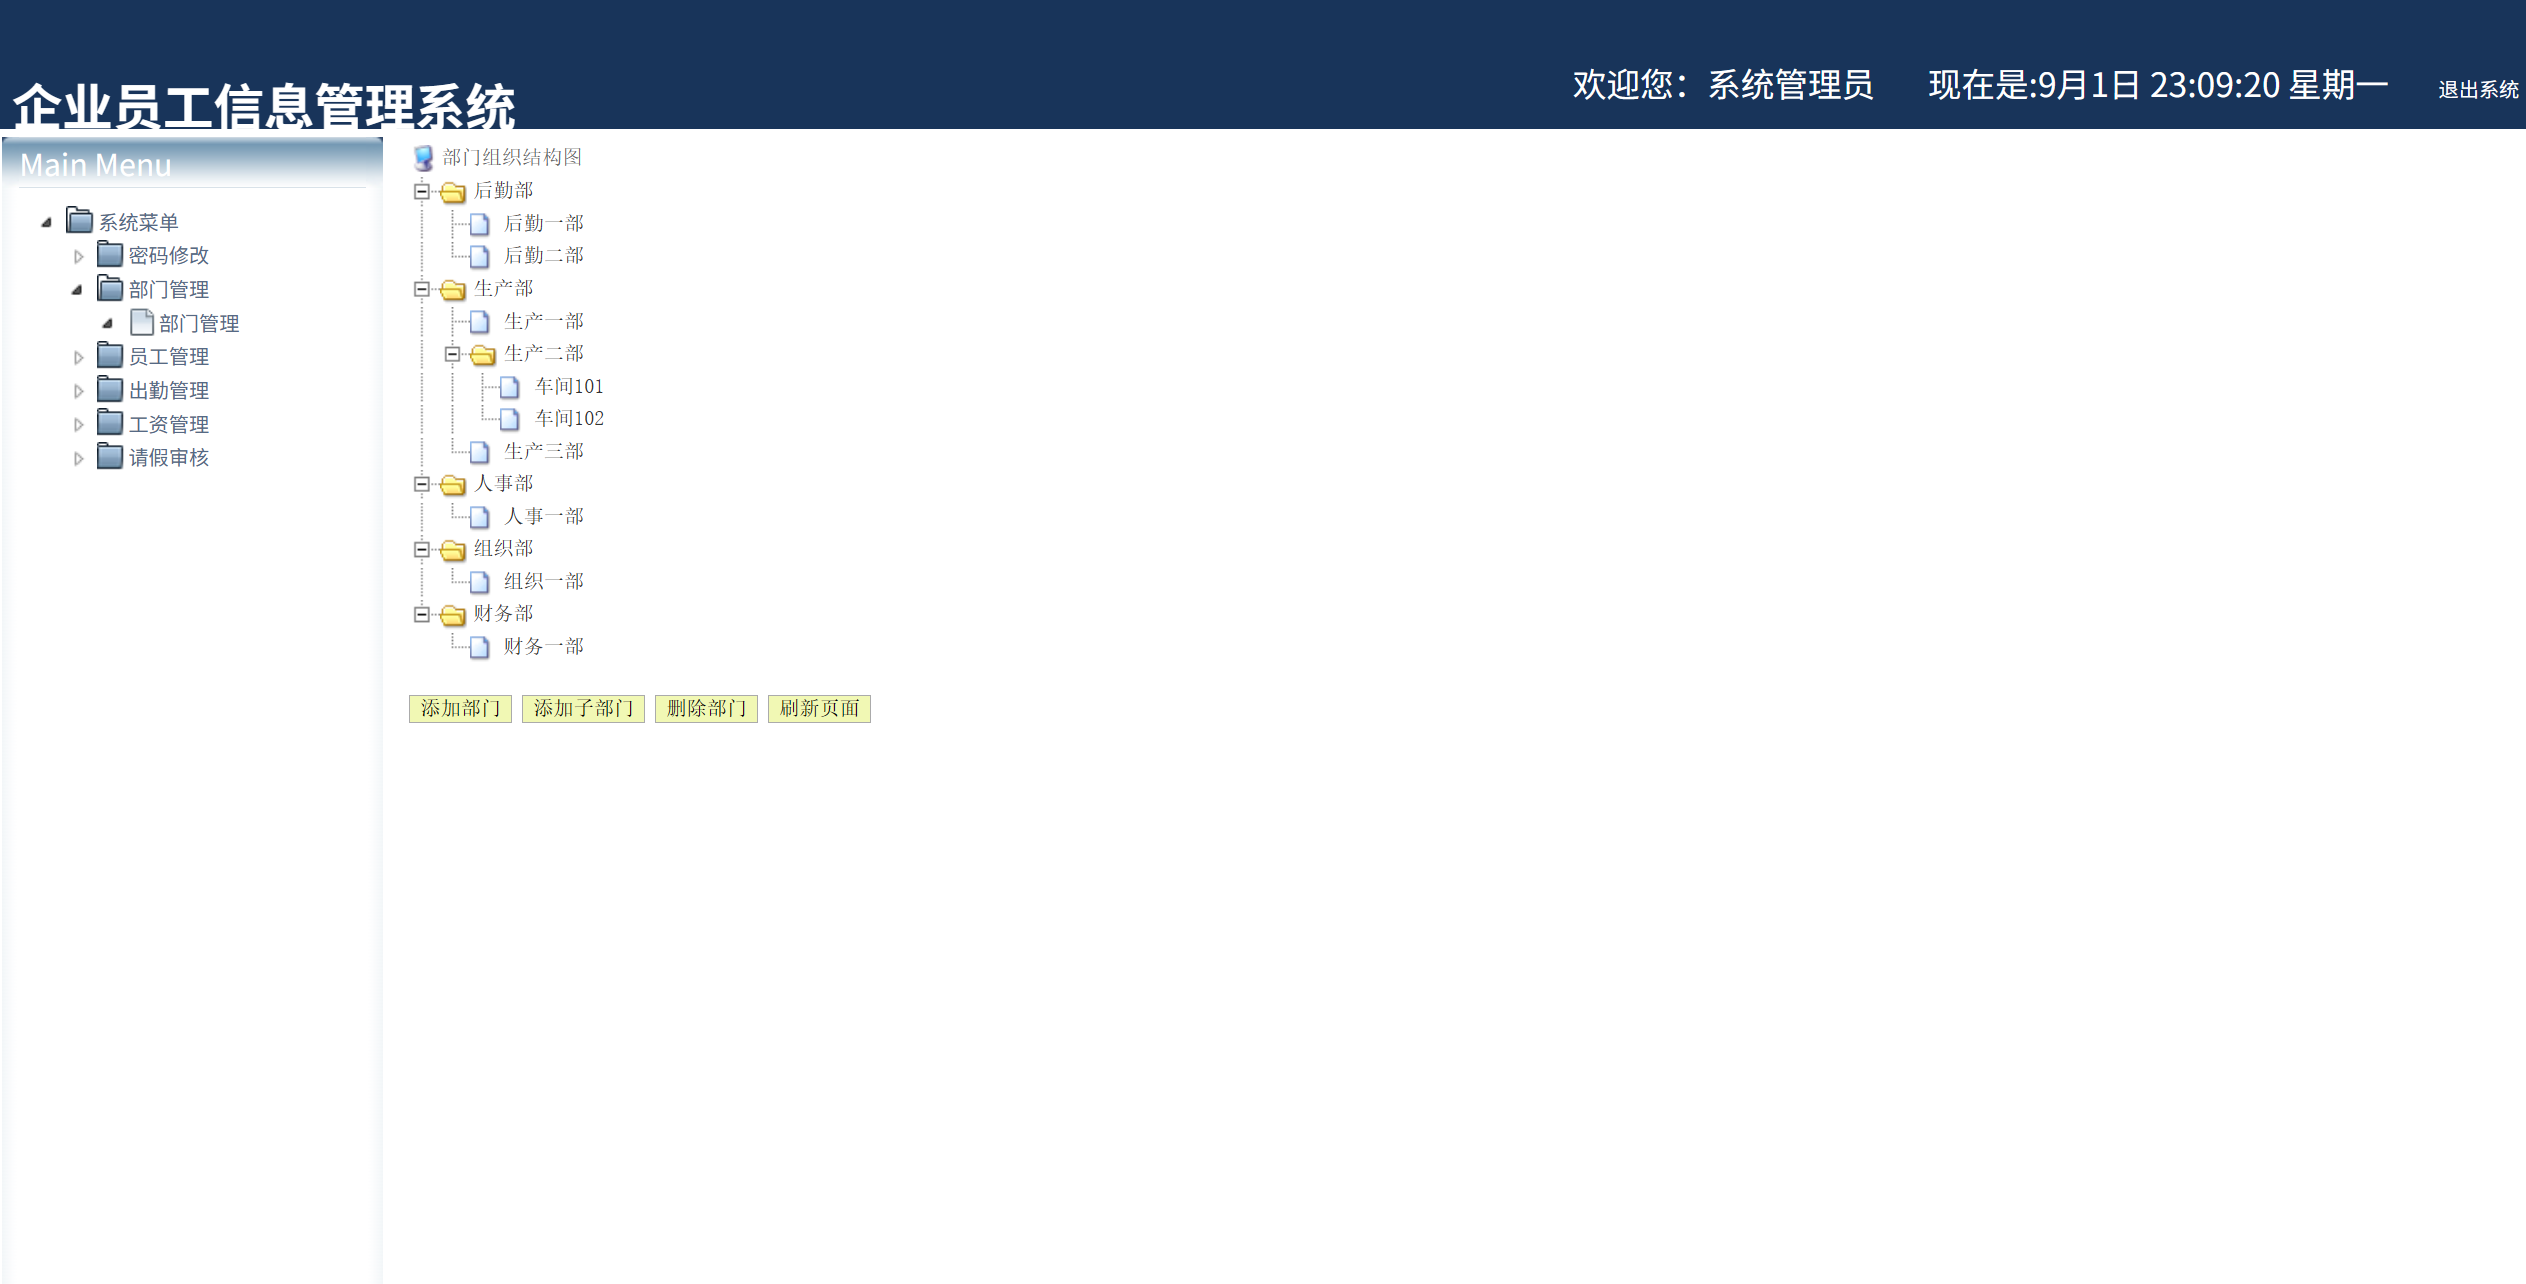 企业员工信息管理系统
欢迎您：系统管理员 现在是:9月1日 23:09:20 星期一 退出系统
Main Menu
系统菜单
密码修改
部门管理
部门管理
员工管理
出勤管理
工资管理
请假审核
部门组织结构图
后勤部
后勤一部
后勤二部
生产部
生产一部
生产二部
车间101
车间102
生产三部
人事部
人事一部
组织部
组织一部
财务部
财务一部
添加部门 添加子部门 删除部门 刷新页面